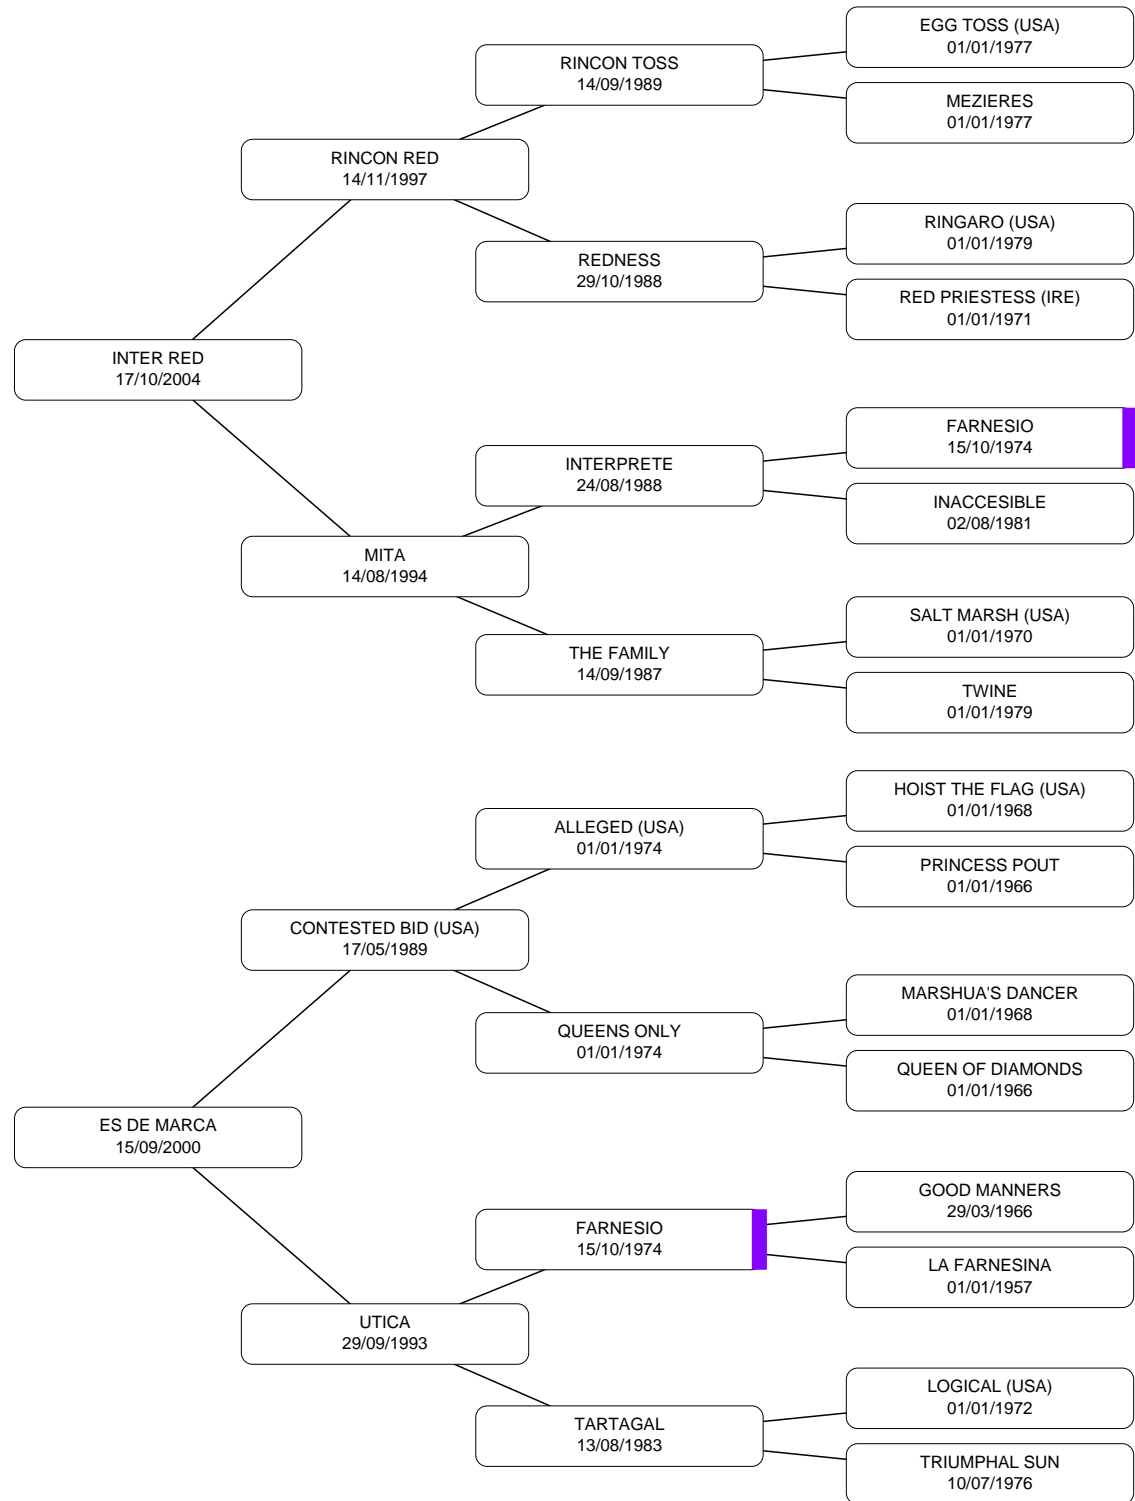 EGG TOSS (USA)
01/01/1977
RINCON TOSS
14/09/1989
MEZIERES
01/01/1977
RINCON RED
14/11/1997
RINGARO (USA)
01/01/1979
REDNESS
29/10/1988
RED PRIESTESS (IRE)
01/01/1971
INTER RED
17/10/2004
FARNESIO
15/10/1974
INTERPRETE
24/08/1988
INACCESIBLE
02/08/1981
MITA
14/08/1994
SALT MARSH (USA)
01/01/1970
THE FAMILY
14/09/1987
TWINE
01/01/1979
HOIST THE FLAG (USA)
01/01/1968
ALLEGED (USA)
01/01/1974
PRINCESS POUT
01/01/1966
CONTESTED BID (USA)
17/05/1989
MARSHUA'S DANCER
01/01/1968
QUEENS ONLY
01/01/1974
QUEEN OF DIAMONDS
01/01/1966
ES DE MARCA
15/09/2000
GOOD MANNERS
29/03/1966
FARNESIO
15/10/1974
LA FARNESINA
01/01/1957
UTICA
29/09/1993
LOGICAL (USA)
01/01/1972
TARTAGAL
13/08/1983
TRIUMPHAL SUN
10/07/1976